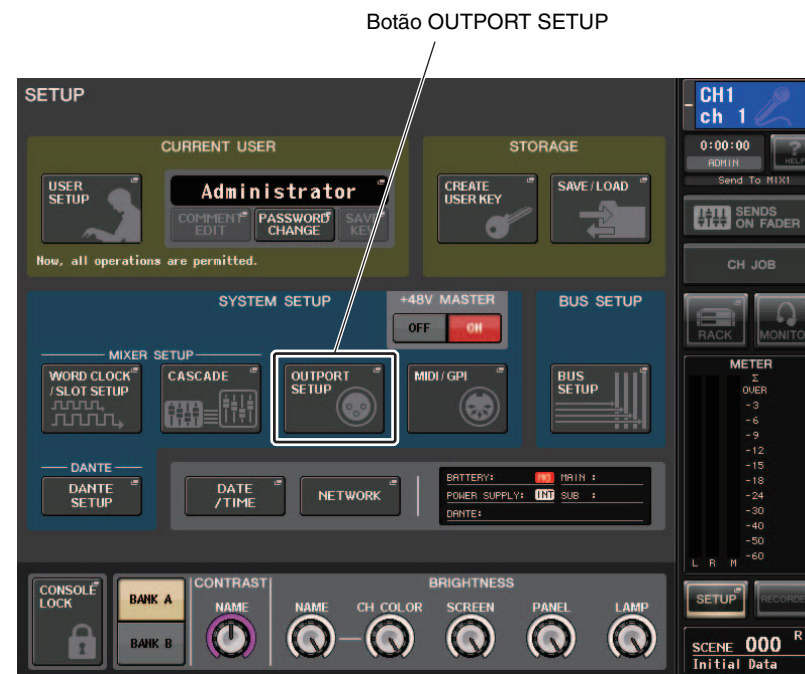 Botão OUTPORT SETUP
SETUP
CURRENT USER
USER SETUP
Administrator
COMMENT EDIT
PASSWORD CHANGE
SAVE KEY
Now, all operations are permitted.
STORAGE
CREATE USER KEY
SAVE/LOAD
SYSTEM SETUP
+48V MASTER
OFF
ON
BUS SETUP
MIXER SETUP
WORD CLOCK
/SLOT SETUP
CASCADE
OUTPORT
SETUP
MIDI/GPI
BUS
SETUP
DANTE
DANTE
SETUP
DATE
/TIME
NETWORK
BATTERY: NO MAIN :
POWER SUPPLY: INT SUB :
DANTE:
CONSOLE
LOCK
BANK A
BANK B
CONTRAST
NAME
BRIGHTNESS
NAME
CH COLOR
SCREEN
PANEL
LAMP
CH1
ch 1
0:00:00
ADMIN
?
HELP
Send To MIX1
SENDS
ON FADER
CH JOB
RACK
MONITO
METER
Σ
OVER
-3
-6
-9
-12
-15
-18
-24
-30
-40
-50
-60
L R M
SETUP
RECORDE
SCENE 000 R
Initial Data